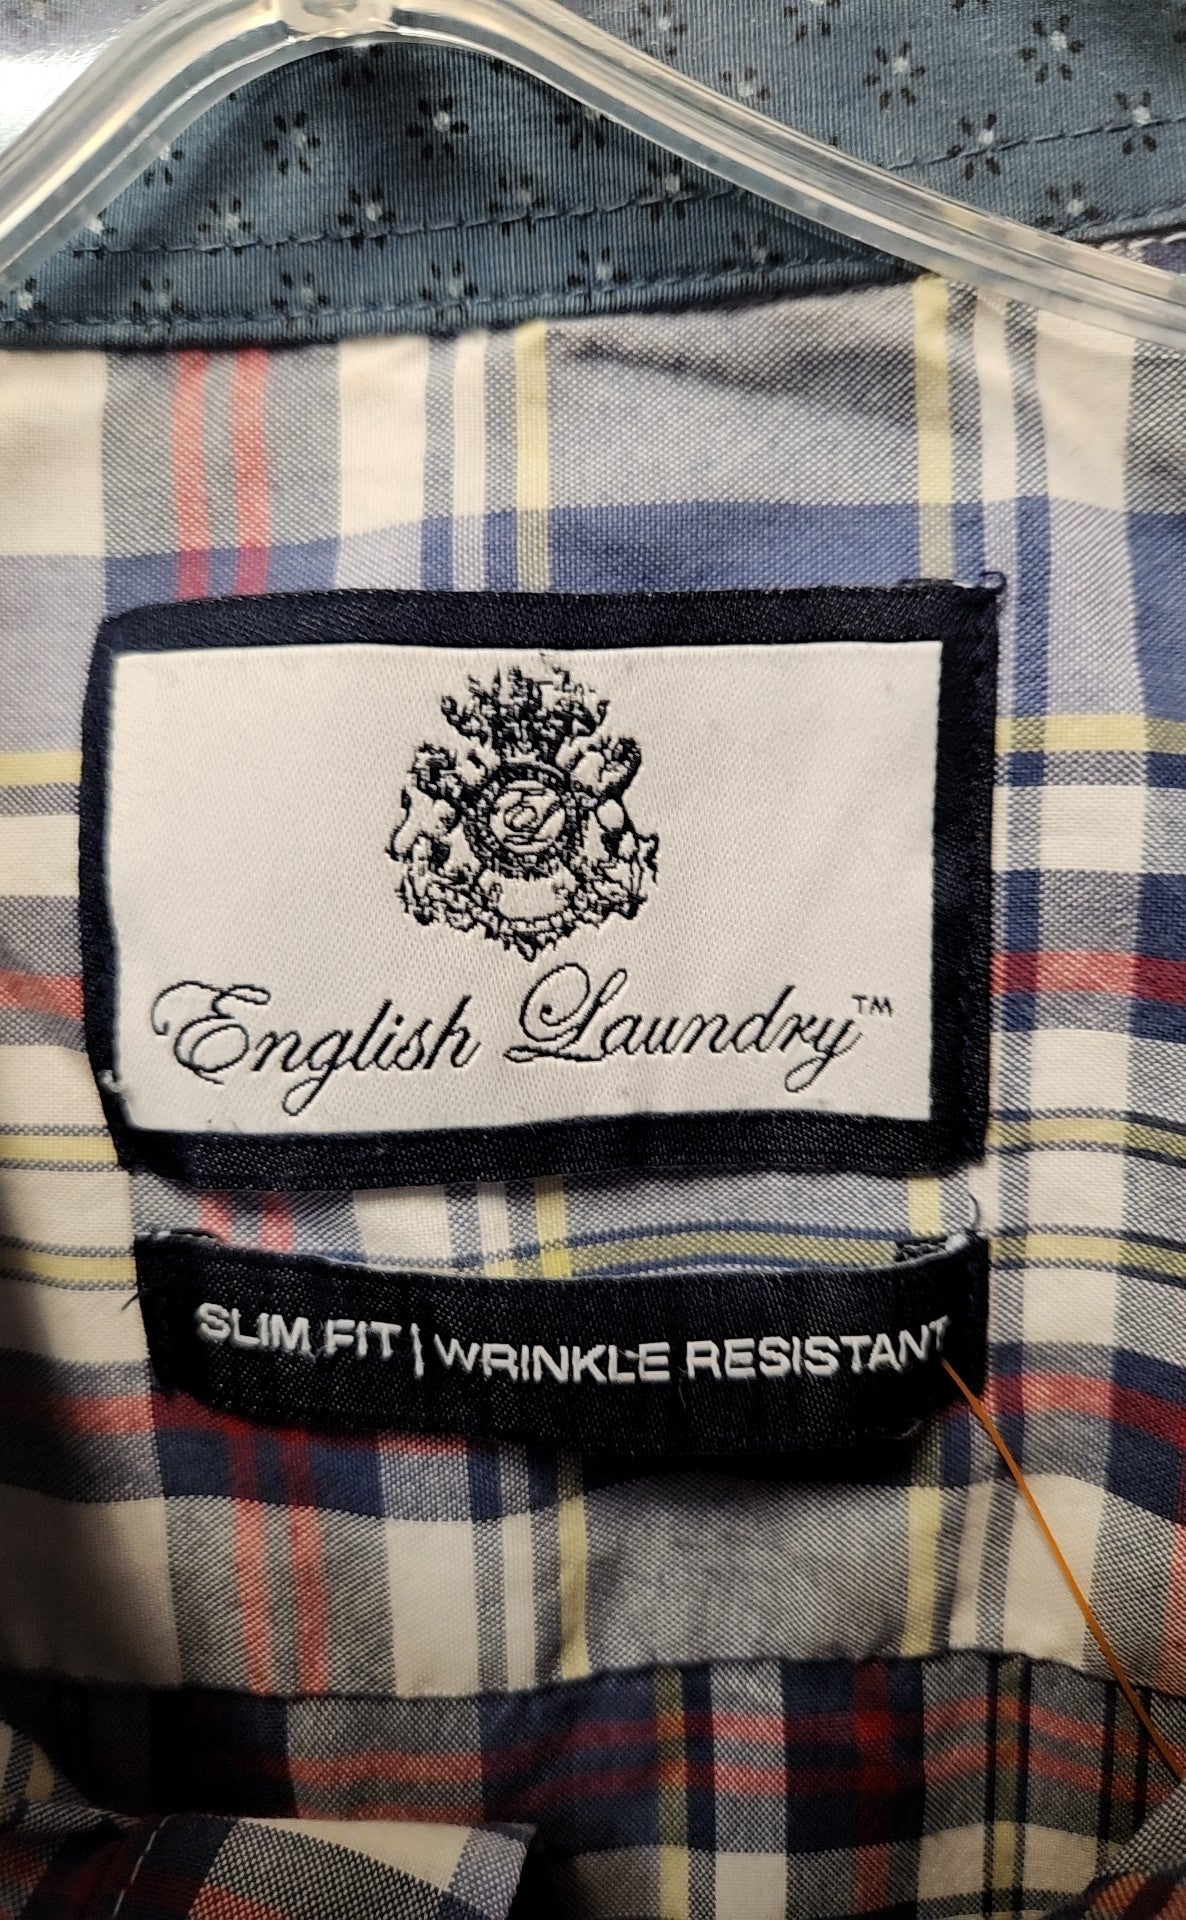 English Laundry™
SLIM FIT | WRINKLE RESISTANT